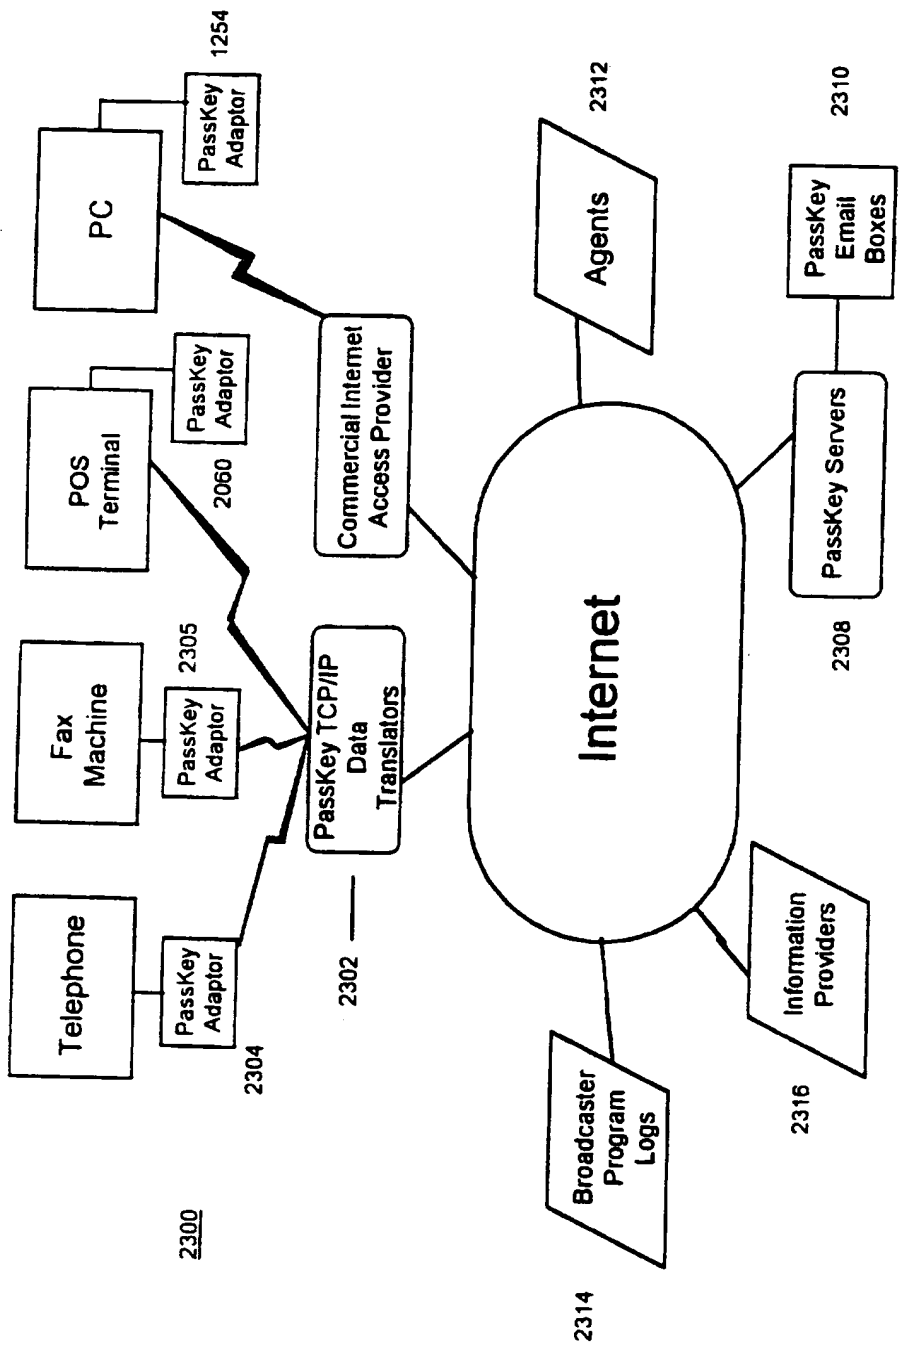 2300
Telephone
PassKey
Adaptor
2304
Fax
Machine
PassKey
Adaptor
2305
POS
Terminal
PassKey
Adaptor
2060
PC
PassKey
Adaptor
1254
2302
PassKey TCP/IP
Data
Translators
Commercial Internet
Access Provider
Internet
Agents
2312
Broadcaster
Program
Logs
2314
Information
Providers
2316
PassKey Servers
2308
PassKey
Email
Boxes
2310